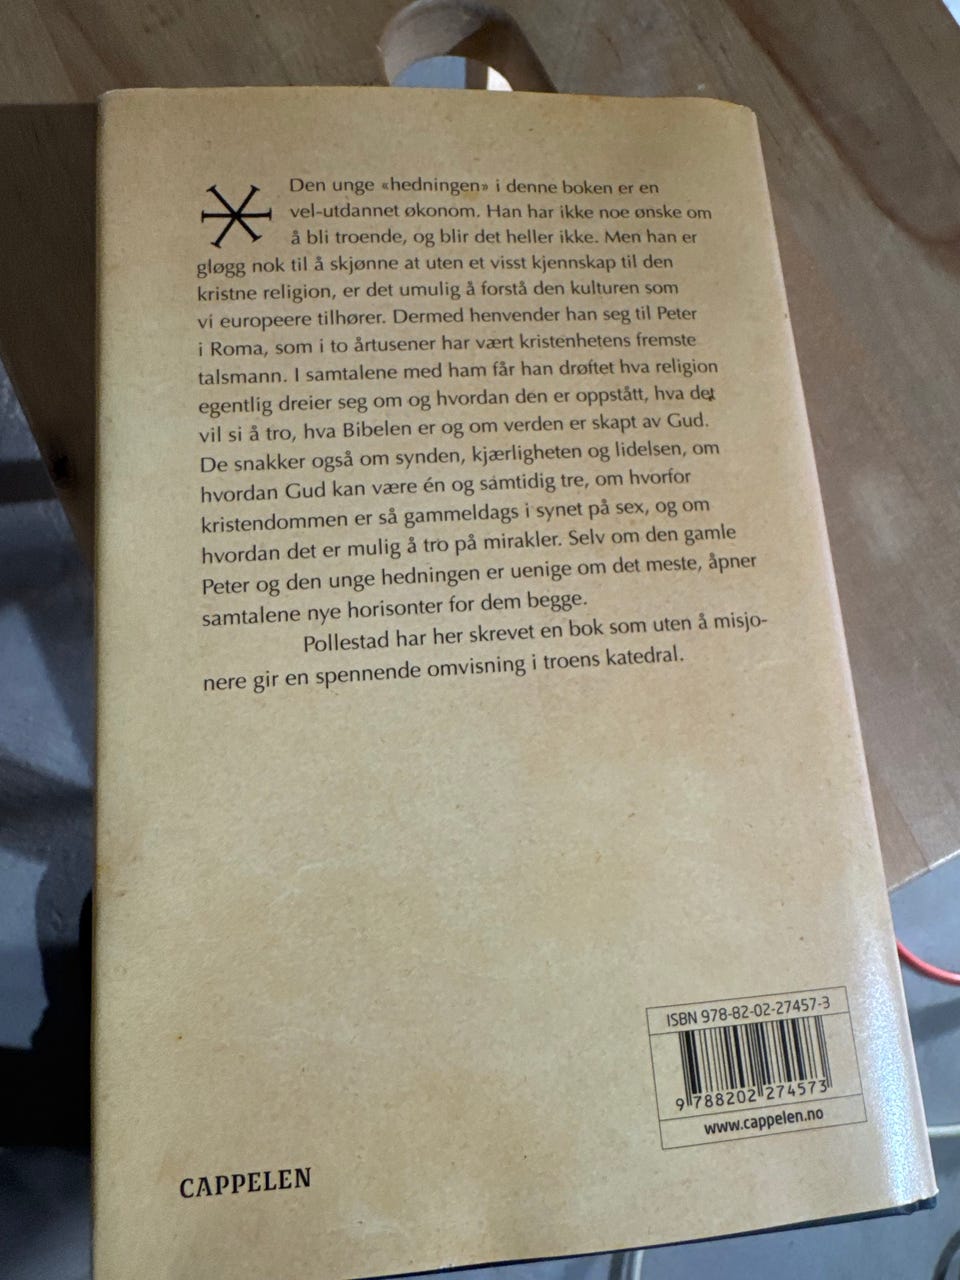 Den unge «hedningen» i denne boken er en
vel-utdannet økonom. Han har ikke noe ønske om
å bli troende, og blir det heller ikke. Men han er
gløgg nok til å skjønne at uten et visst kjennskap til den
kristne religion, er det umulig å forstå den kulturen som
vi europeere tilhører. Dermed henvender han seg til Peter
i Roma, som i to årtusener har vært kristenhetens fremste
talsmann. I samtalene med ham får han drøftet hva religion
egentlig dreier seg om og hvordan den er oppstått, hva det
vil si å tro, hva Bibelen er og om verden er skapt av Gud.
De snakker også om synden, kjærligheten og lidelsen, om
hvordan Gud kan være én og samtidig tre, om hvorfor
kristendommen er så gammeldags i synet på sex, og om
hvordan det er mulig å tro på mirakler. Selv om den gamle
Peter og den unge hedningen er uenige om det meste, åpner
samtalene nye horisonter for dem begge.
Pollestad har her skrevet en bok som uten å misjo-
nere gir en spennende omvisning i troens katedral.
ISBN 978-82-02-27457-3
9 788202 274573
www.cappelen.no
CAPPELEN